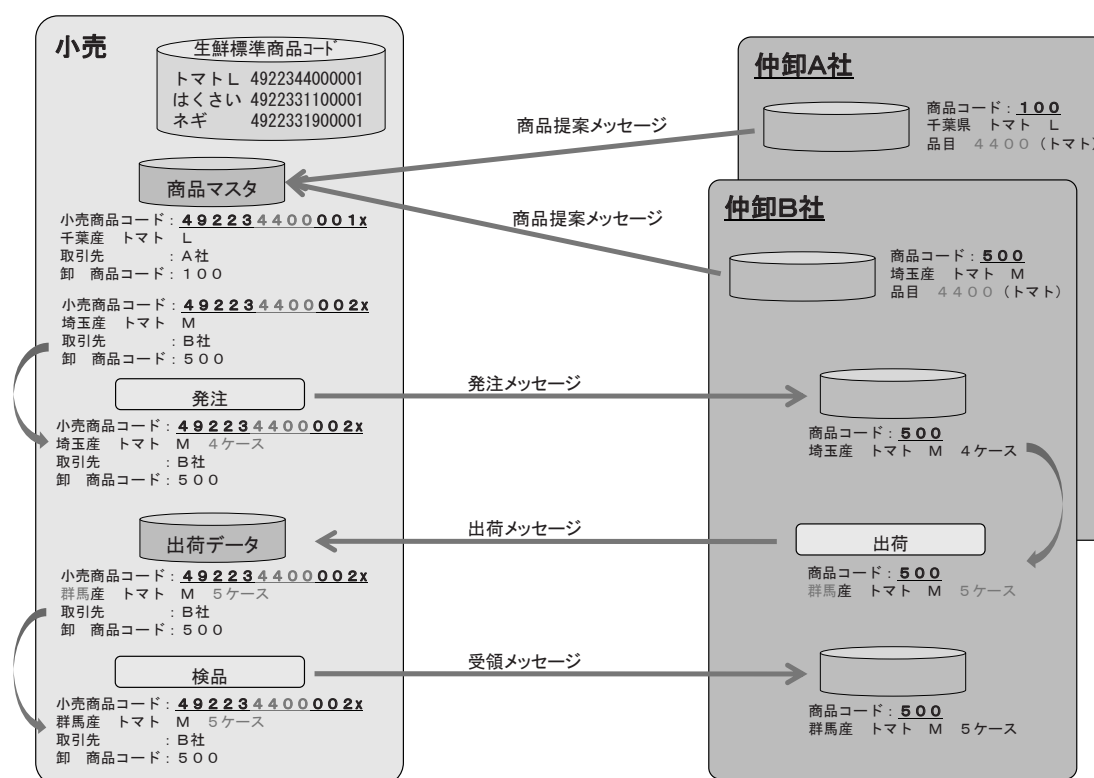 小売
生鮮標準商品コード
トマトL 4922344000001
はくさい 4922331100001
ネギ 4922331900001
商品マスタ
小売商品コード：492234400001x
千葉産 トマト L
取引先 ：A社
卸 商品コード：100
小売商品コード：492234400002x
埼玉産 トマト M
取引先 ：B社
卸 商品コード：500
発注
小売商品コード：492234400002x
埼玉産 トマト M 4ケース
取引先 ：B社
卸 商品コード：500
出荷データ
小売商品コード：492234400002x
群馬産 トマト M 5ケース
取引先 ：B社
卸 商品コード：500
検品
小売商品コード：492234400002x
群馬産 トマト M 5ケース
取引先 ：B社
卸 商品コード：500
商品提案メッセージ
商品提案メッセージ
発注メッセージ
出荷メッセージ
受領メッセージ
仲卸A社
商品コード：100
千葉県 トマト L
品目 4400（トマト）
仲卸B社
商品コード：500
埼玉産 トマト M
品目 4400（トマト）
商品コード：500
埼玉産 トマト M 4ケース
出荷
商品コード：500
群馬産 トマト M 5ケース
商品コード：500
群馬産 トマト M 5ケース